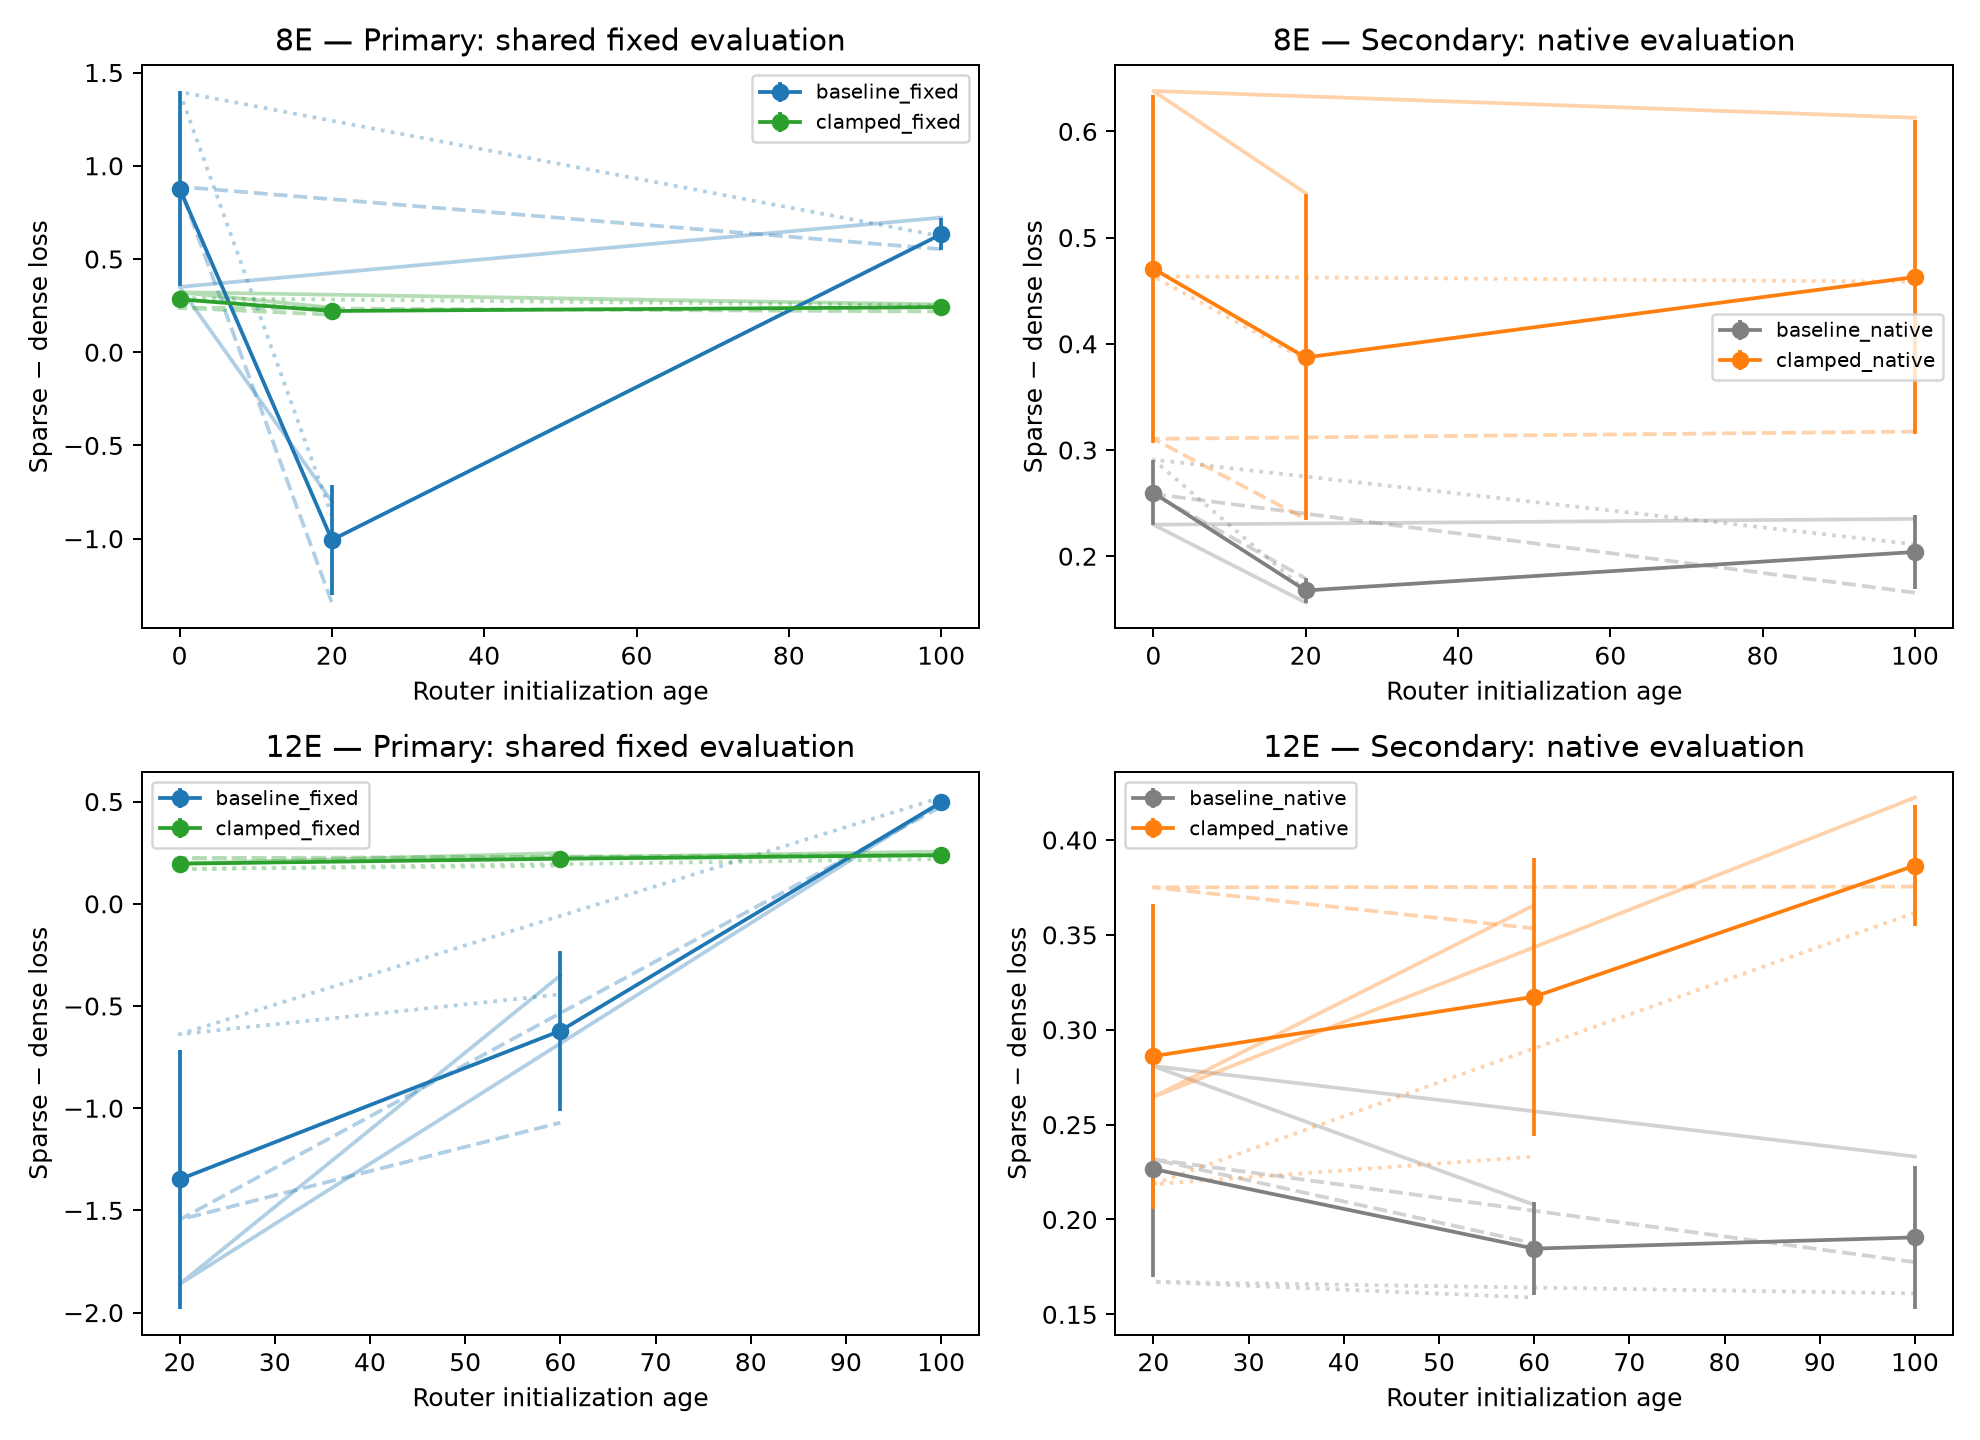 8E — Primary: shared fixed evaluation
1.5
1.0
0.5
0.0
−0.5
−1.0
Sparse − dense loss
baseline_fixed
clamped_fixed
0 20 40 60 80 100
Router initialization age
8E — Secondary: native evaluation
0.6
0.5
0.4
0.3
0.2
Sparse − dense loss
baseline_native
clamped_native
0 20 40 60 80 100
Router initialization age
12E — Primary: shared fixed evaluation
0.5
0.0
−0.5
−1.0
−1.5
−2.0
Sparse − dense loss
baseline_fixed
clamped_fixed
20 30 40 50 60 70 80 90 100
Router initialization age
12E — Secondary: native evaluation
0.40
0.35
0.30
0.25
0.20
0.15
Sparse − dense loss
baseline_native
clamped_native
20 30 40 50 60 70 80 90 100
Router initialization age